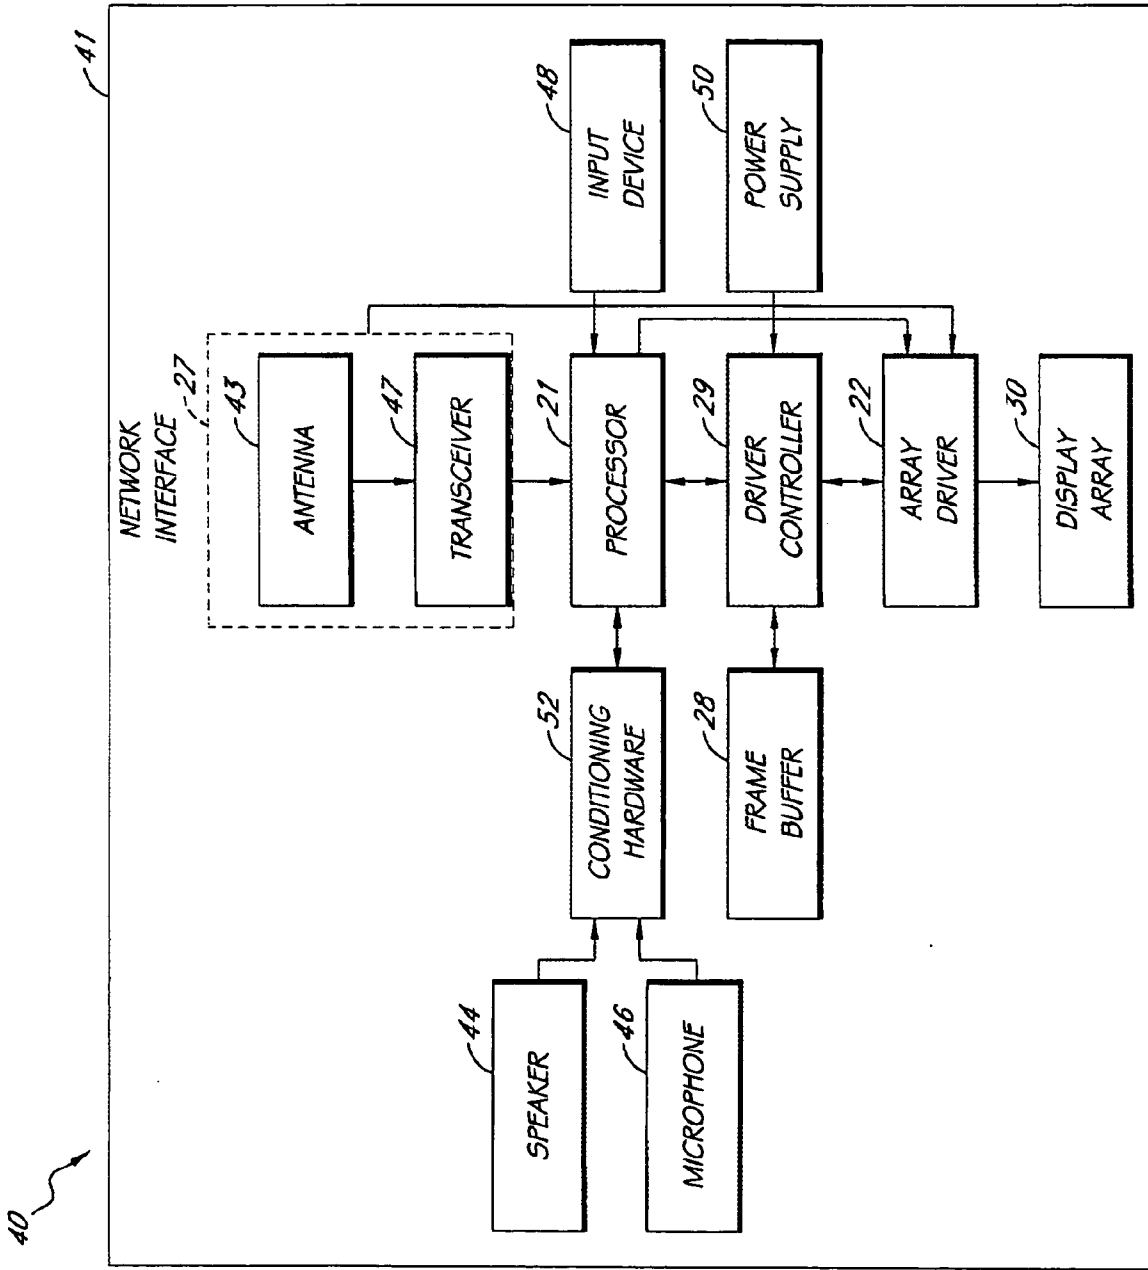 40
41
NETWORK
INTERFACE
27
43
ANTENNA
47
TRANSCEIVER
48
INPUT
DEVICE
50
POWER
SUPPLY
21
PROCESSOR
29
DRIVER
CONTROLLER
22
ARRAY
DRIVER
30
DISPLAY
ARRAY
52
CONDITIONING
HARDWARE
28
FRAME
BUFFER
44
SPEAKER
46
MICROPHONE